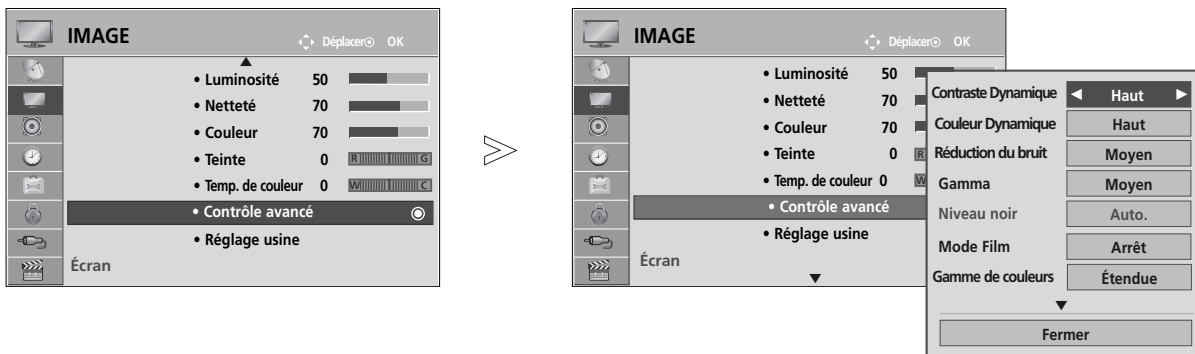 IMAGE
Déplacer OK
• Luminosité 50
• Netteté 70
• Couleur 70
• Teinte 0 R G
• Temp. de couleur 0 W C
• Contrôle avancé
• Réglage usine
Écran
>
IMAGE
Déplacer OK
• Luminosité 50
• Netteté 70
• Couleur 70
• Teinte 0 R
• Temp. de couleur 0 W
• Contrôle avancé
• Réglage usine
Écran
Contraste Dynamique Haut
Couleur Dynamique Haut
Réduction du bruit Moyen
Gamma Moyen
Niveau noir Auto.
Mode Film Arrêt
Gamme de couleurs Étendue
Fermer